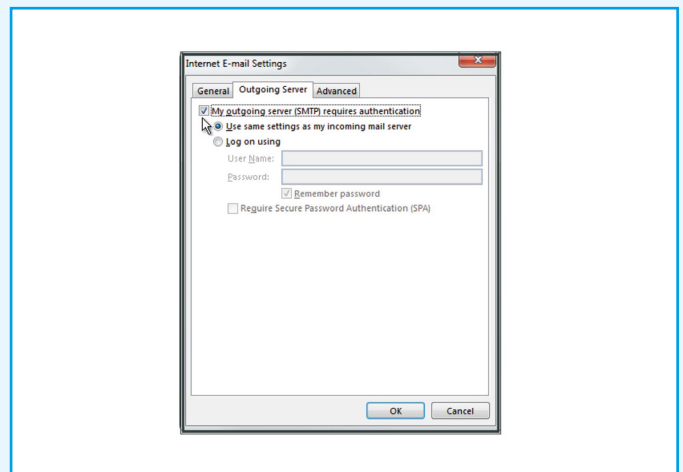 Internet E-mail Settings
General Outgoing Server Advanced
My outgoing server (SMTP) requires authentication
Use same settings as my incoming mail server
Log on using
User Name:
Password:
Remember password
Require Secure Password Authentication (SPA)
OK Cancel